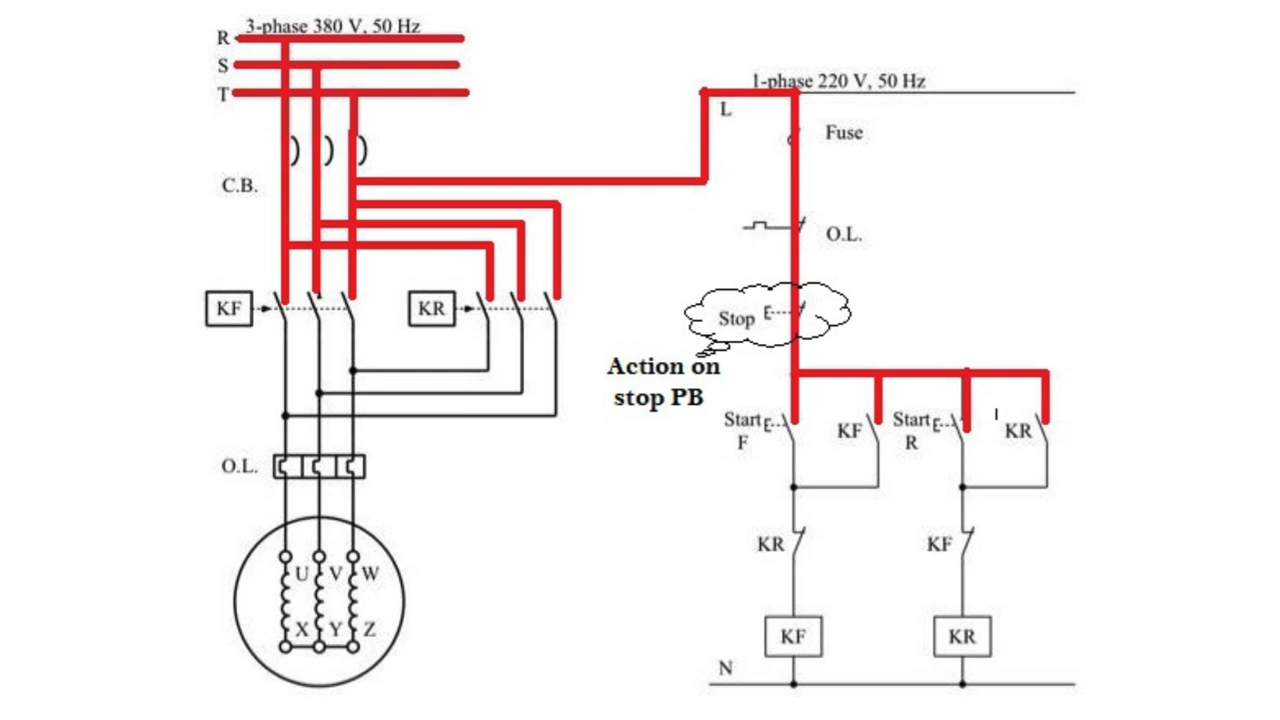 3-phase 380 V, 50 Hz
R
S
T
1-phase 220 V, 50 Hz
L
Fuse
C.B.
O.L.
KF
KR
Stop
Action on
stop PB
Start
F
KF
Start
R
KR
O.L.
KR
KF
U V W
X Y Z
KF
KR
N